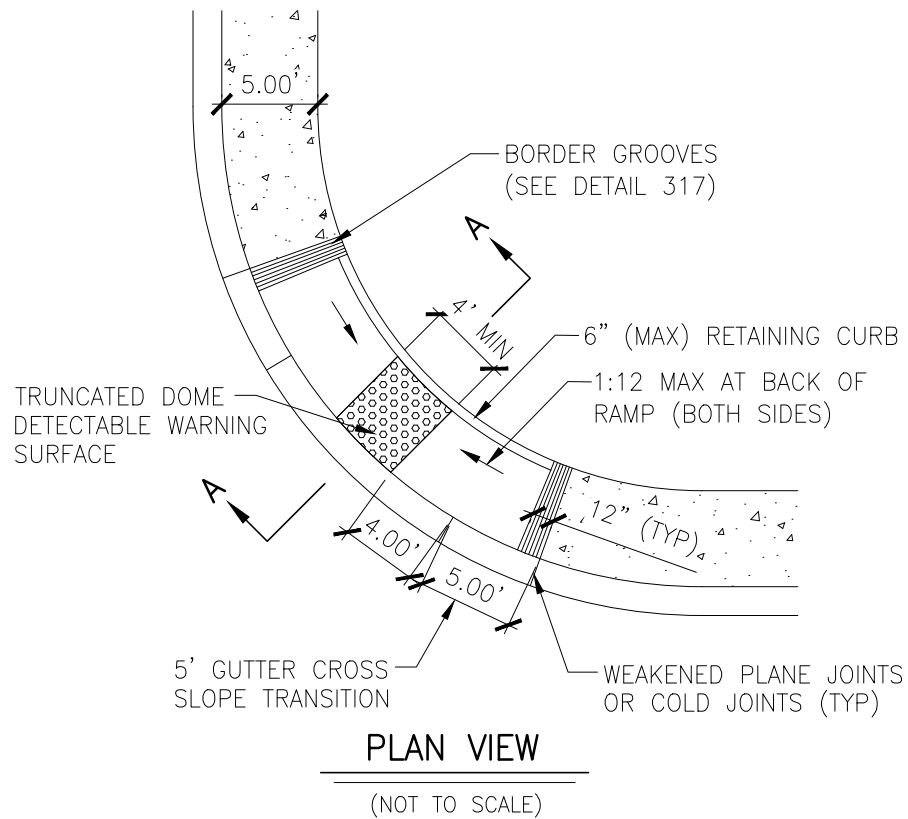 5.00'
BORDER GROOVES
(SEE DETAIL 317)
A
4' MIN
6" (MAX) RETAINING CURB
1:12 MAX AT BACK OF
RAMP (BOTH SIDES)
TRUNCATED DOME
DETECTABLE WARNING
SURFACE
A
12" (TYP)
4.00'
5.00'
5' GUTTER CROSS
SLOPE TRANSITION
WEAKENED PLANE JOINTS
OR COLD JOINTS (TYP)
PLAN VIEW
(NOT TO SCALE)